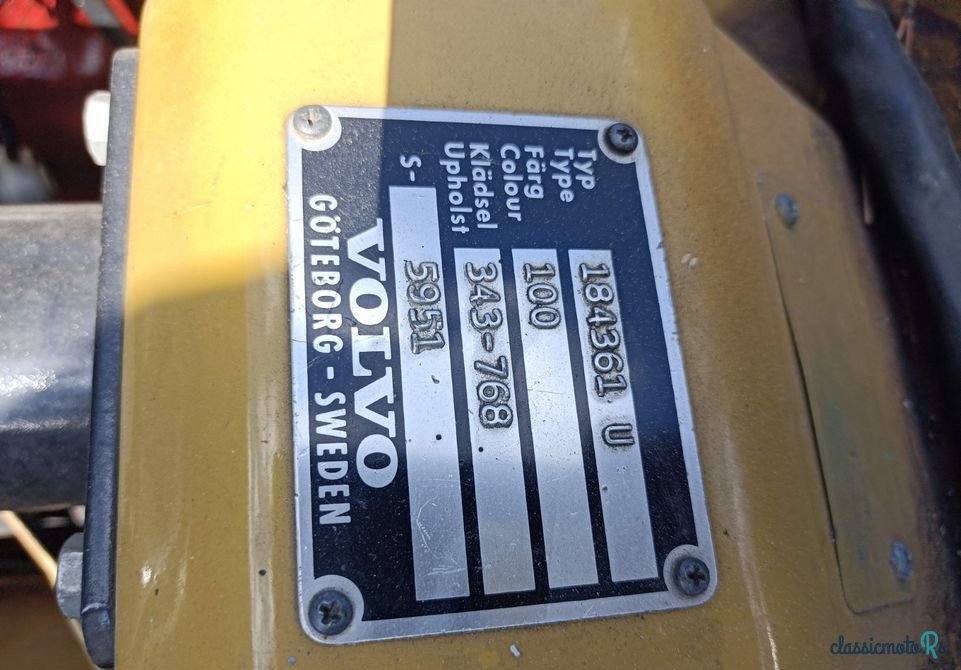 Typ
Type 184361 U
Färg
Colour 100
Klädsel
Upholst 343-768
S- 5951
VOLVO
GÖTEBORG - SWEDEN
classicmotoRs